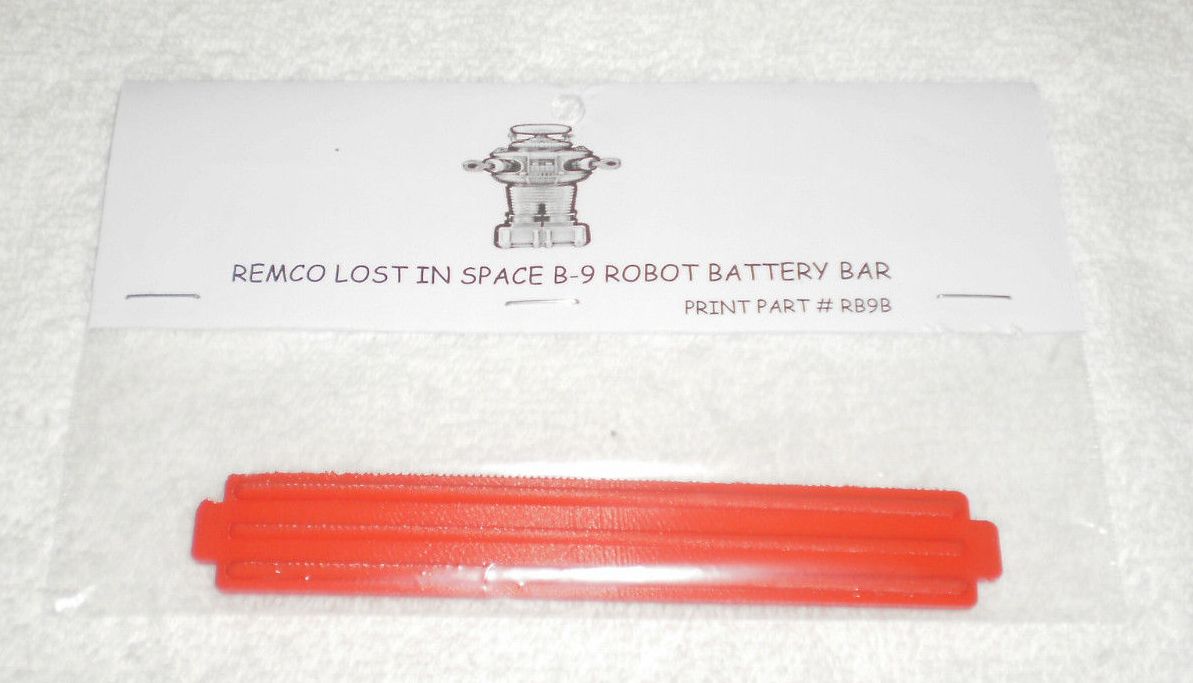 REMCO LOST IN SPACE B-9 ROBOT BATTERY BAR
PRINT PART # RB9B